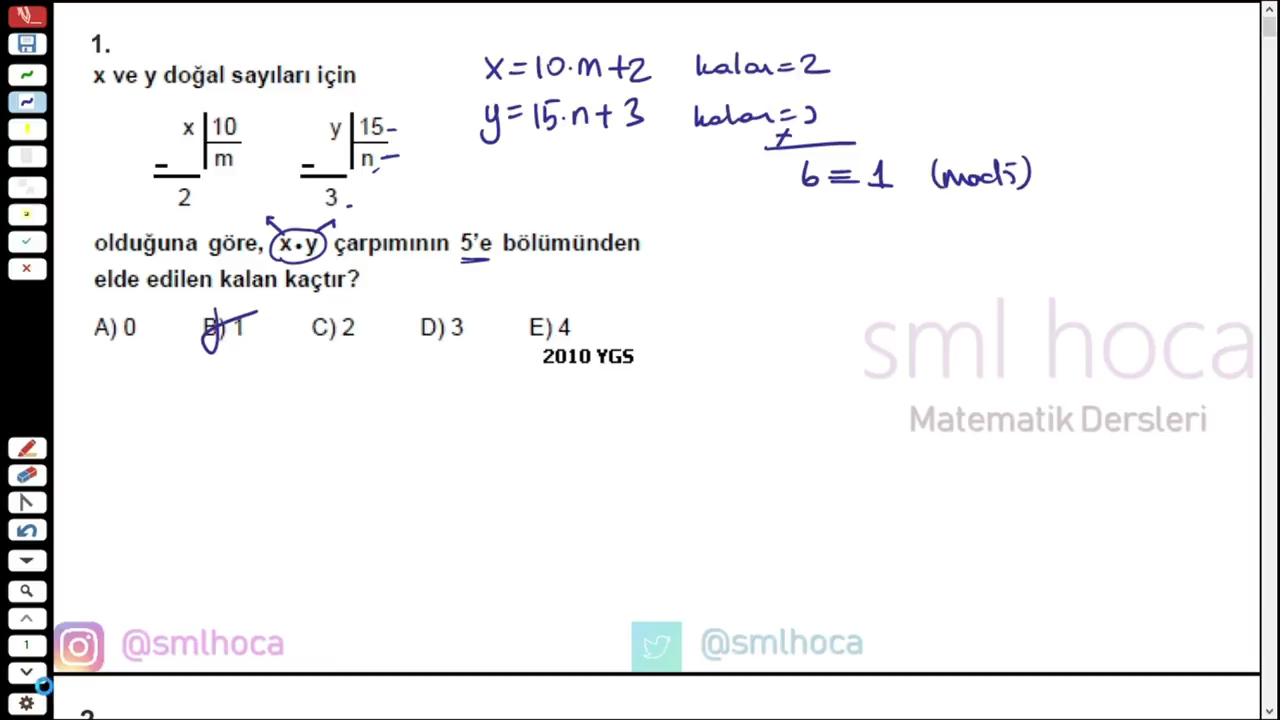 1.
x ve y doğal sayıları için
x 10
m
2
y 15
n
3
x=10·m+2 kalan=2
y=15·n+3 kalan=3
x
6≡1 (mod5)
olduğuna göre, x•y çarpımının 5'e bölümünden
elde edilen kalan kaçtır?
A) 0 B) 1 C) 2 D) 3 E) 4
2010 YGS
sml hoca
Matematik Dersleri
@smlhoca @smlhoca
1